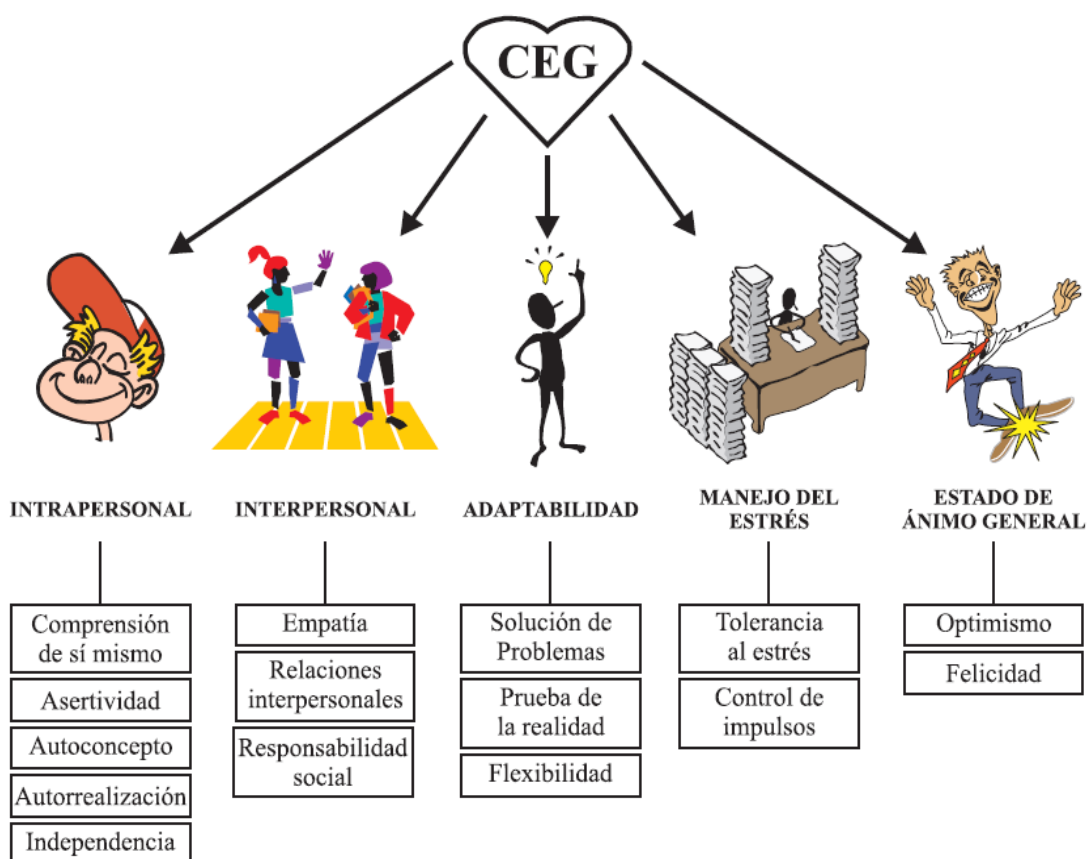 CEG
INTRAPERSONAL
Comprensión
de sí mismo
Asertividad
Autoconcepto
Autorrealización
Independencia
INTERPERSONAL
Empatía
Relaciones
interpersonales
Responsabilidad
social
ADAPTABILIDAD
Solución de
Problemas
Prueba de
la realidad
Flexibilidad
MANEJO DEL
ESTRÉS
Tolerancia
al estrés
Control de
impulsos
ESTADO DE
ÁNIMO GENERAL
Optimismo
Felicidad